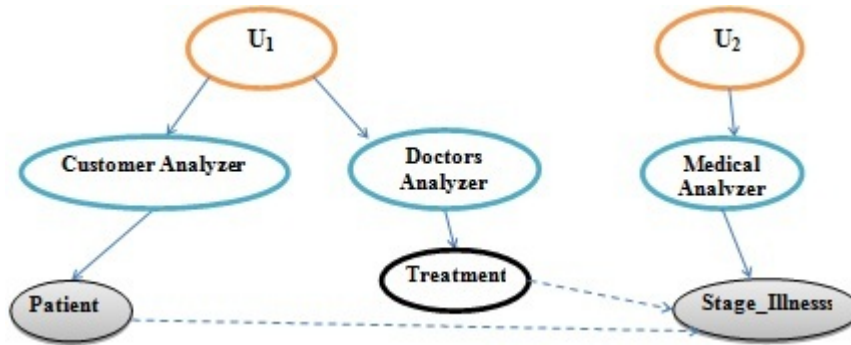 U1
U2
Customer Analyzer
Doctors
Analyzer
Medical
Analyzer
Treatment
Patient
Stage_Illnesss